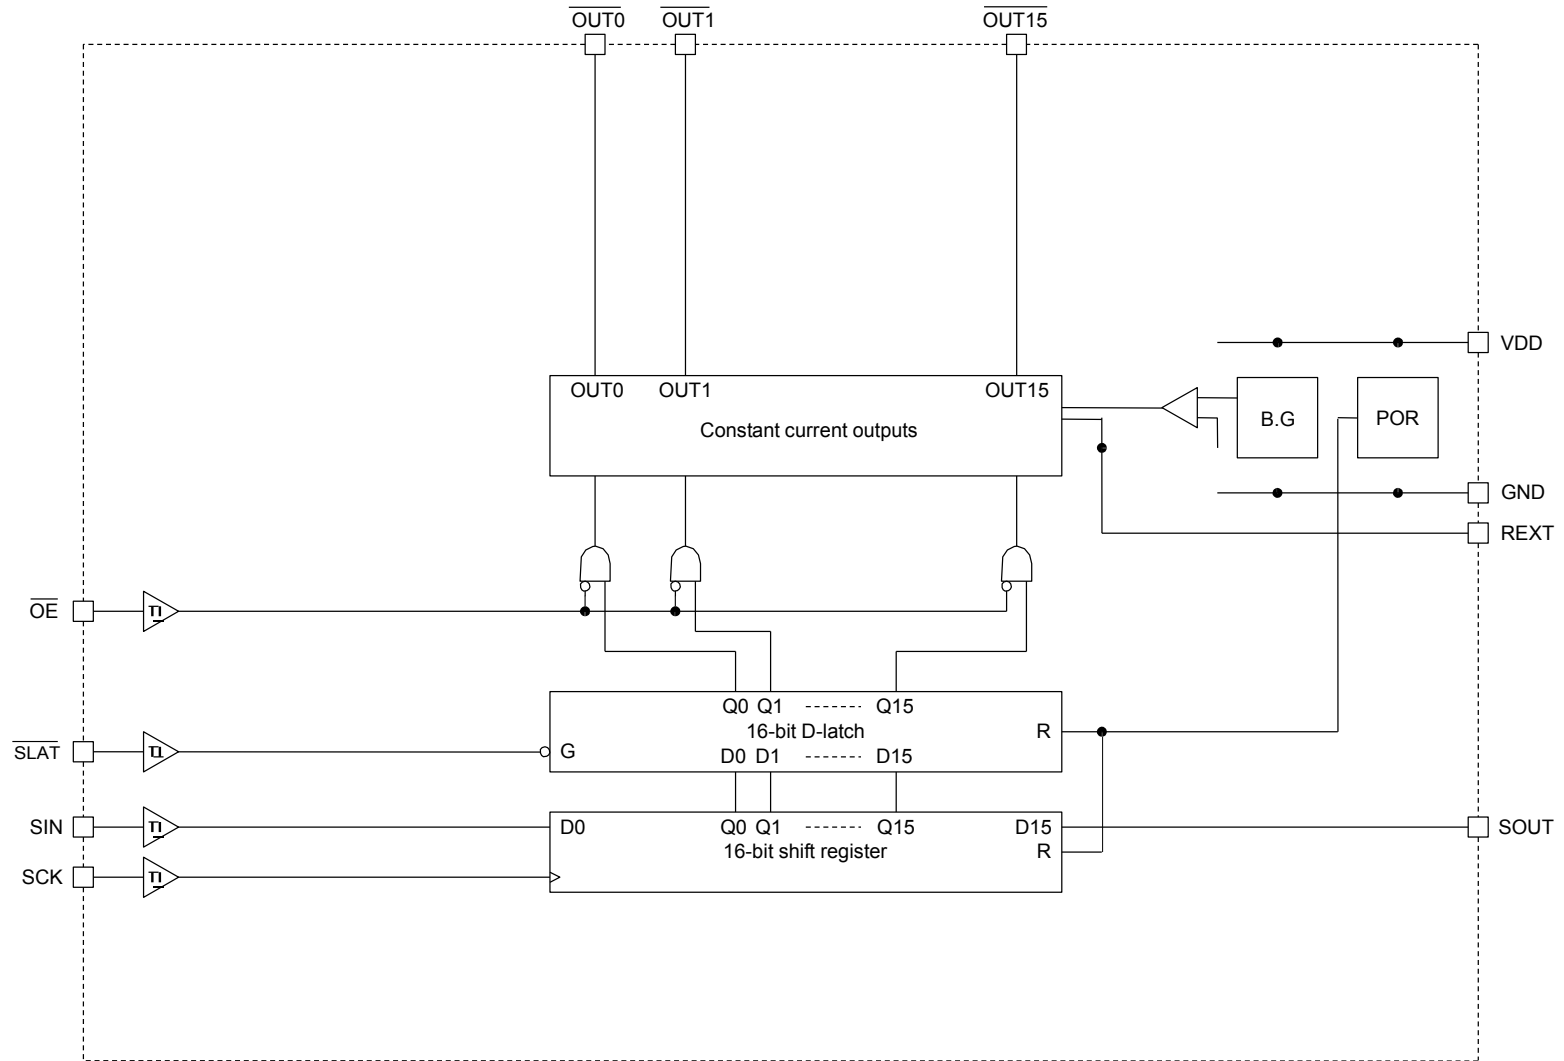 OUT0 OUT1 OUT15
VDD
OUT0 OUT1 OUT15
Constant current outputs
B.G
POR
GND
REXT
OE
Q0 Q1 Q15
16-bit D-latch
R
SLAT
G
D0 D1 D15
SIN
D0
Q0 Q1 Q15
D15
SOUT
16-bit shift register
R
SCK